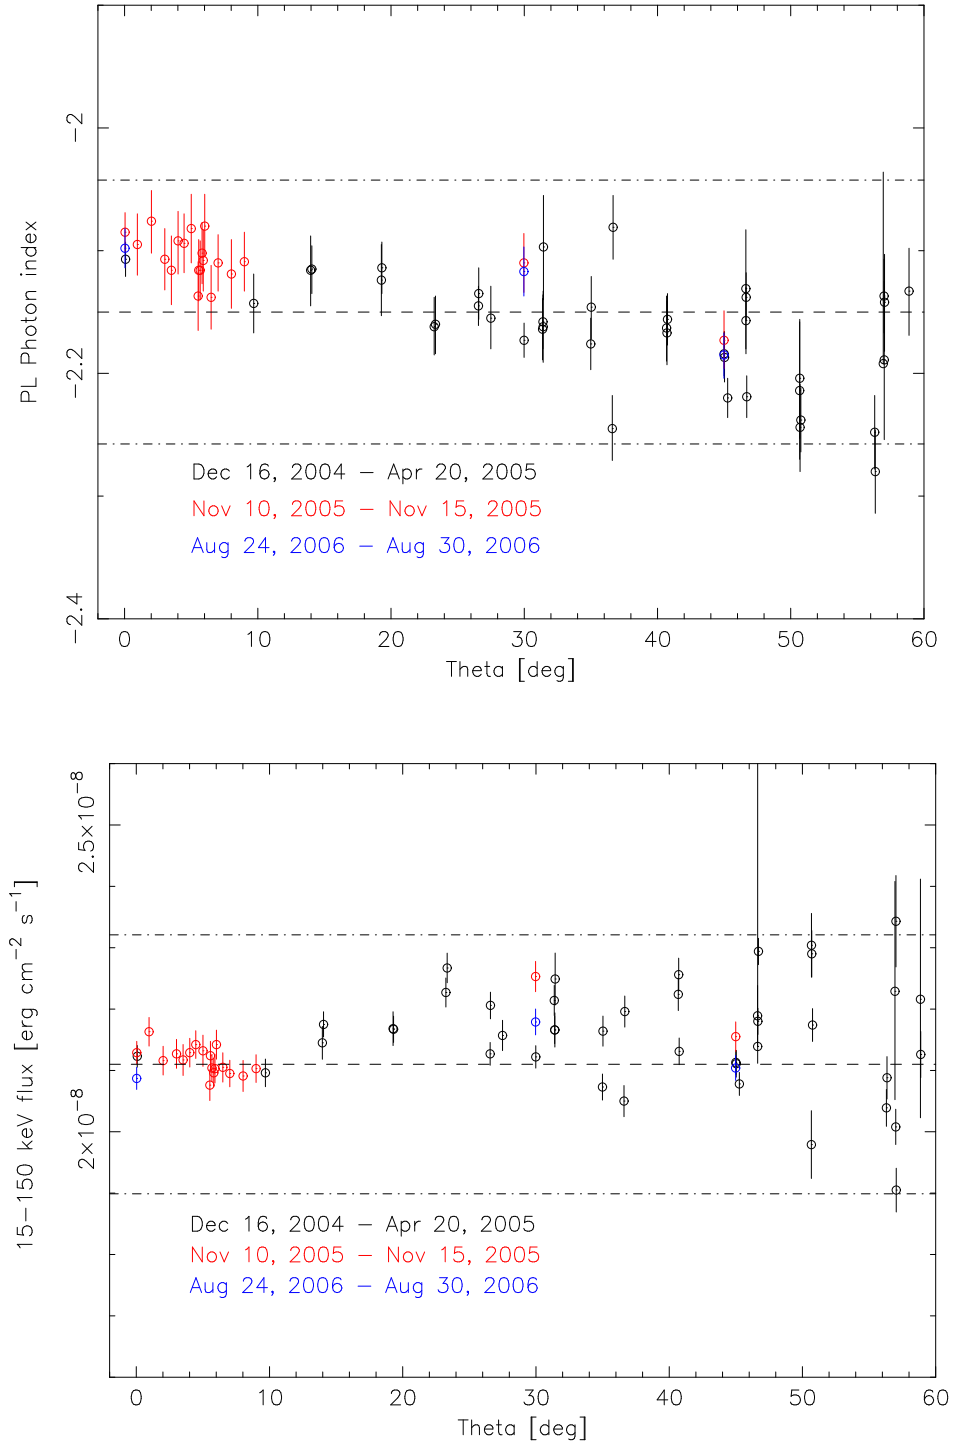 PL Photon index
−2
−2.2
−2.4
Dec 16, 2004 − Apr 20, 2005
Nov 10, 2005 − Nov 15, 2005
Aug 24, 2006 − Aug 30, 2006
0 10 20 30 40 50 60
Theta [deg]
15−150 keV flux [erg cm−2 s−1]
2.5×10−8
2×10−8
Dec 16, 2004 − Apr 20, 2005
Nov 10, 2005 − Nov 15, 2005
Aug 24, 2006 − Aug 30, 2006
0 10 20 30 40 50 60
Theta [deg]